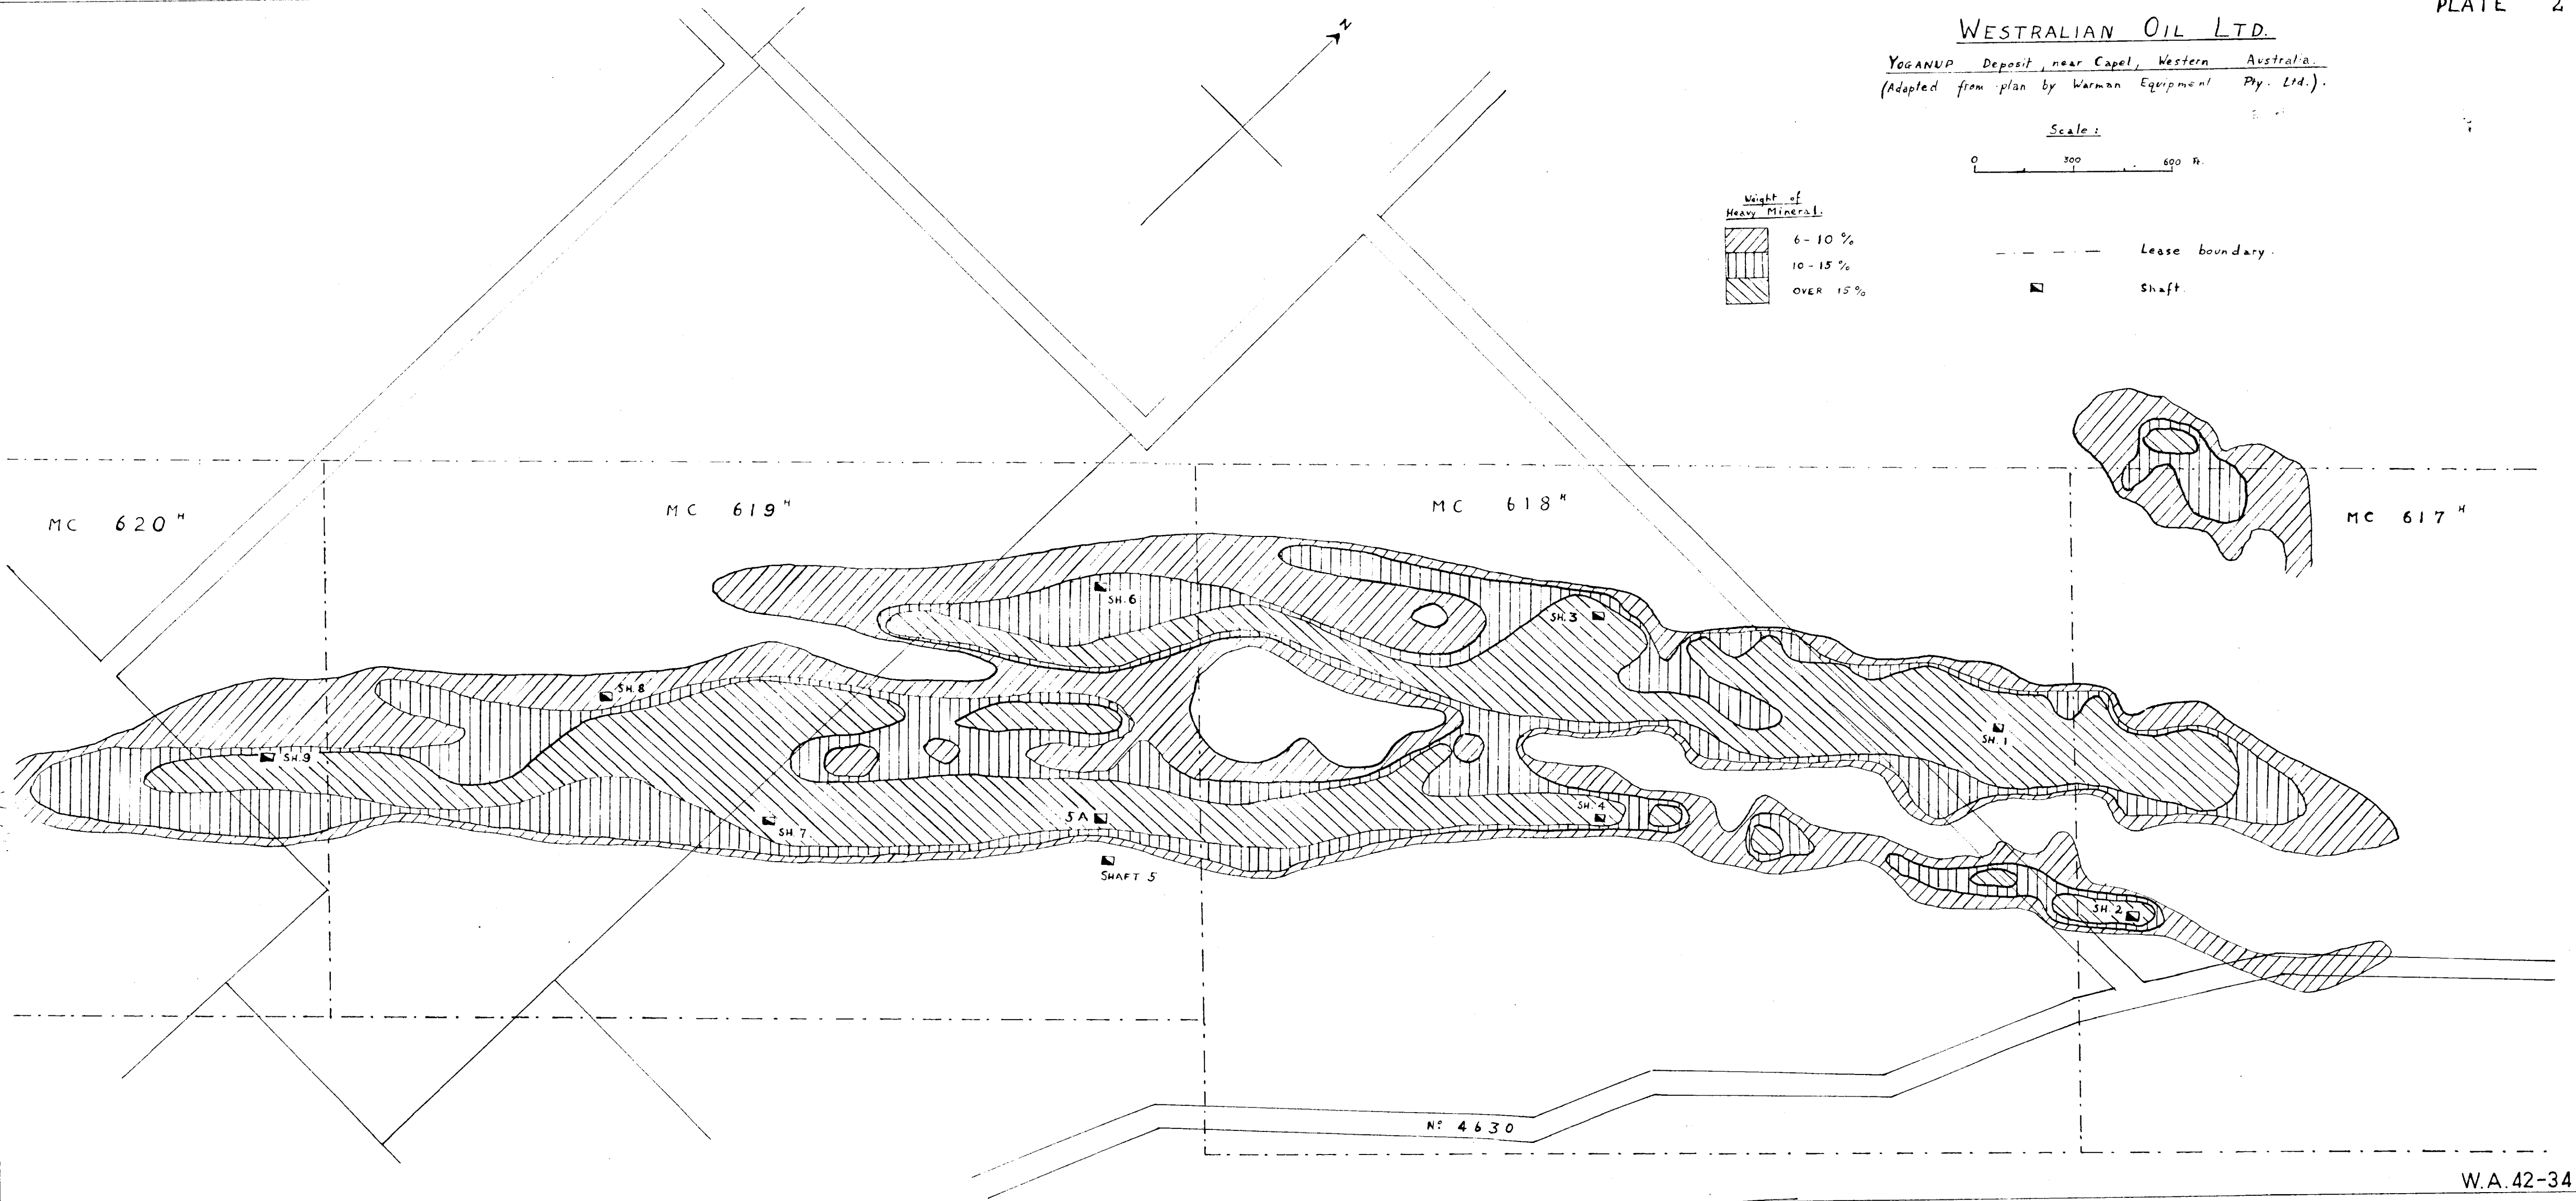 PLATE 2
WESTRALIAN OIL LTD.
YOGANUP Deposit, near Capel, Western Australia.
(Adapted from plan by Warman Equipment Pty. Ltd.).
N
Scale :
0 300 600 Ft.
Weight of
Heavy Mineral.
6-10 %
10-15 %
OVER 15 %
Lease boundary.
Shaft.
MC 620 H
MC 619 H
MC 618 H
MC 617 H
SH.6
SH.3
SH.8
SH.1
SH.9
SH.4
5A
SH.7.
SHAFT 5
SH.2
Nº 4630
W.A.42-34